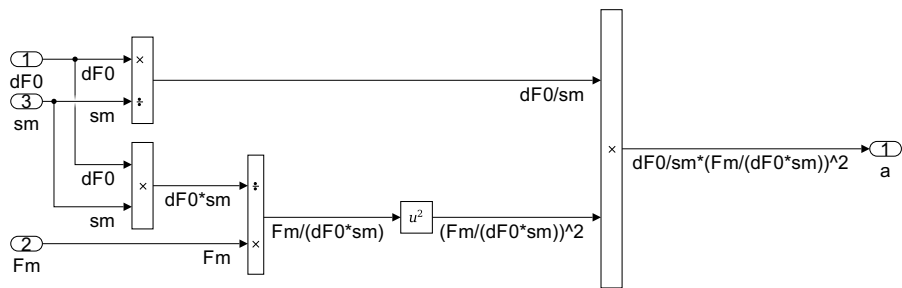 1
dF0
dF0
×
3
sm
sm
÷
dF0/sm
dF0
sm
×
dF0*sm
÷
×
2
Fm
Fm
Fm/(dF0*sm)
u²
(Fm/(dF0*sm))^2
×
dF0/sm*(Fm/(dF0*sm))^2
1
a